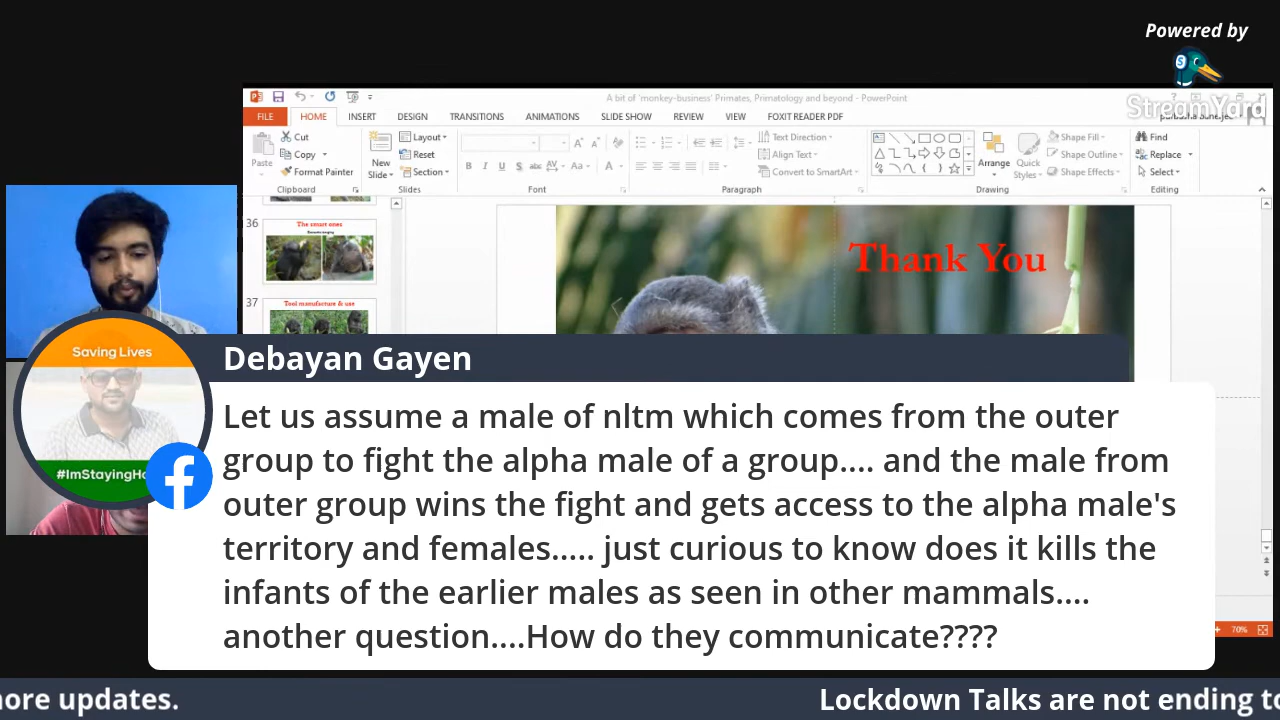 Powered by
StreamYard
A bit of 'monkey-business' Primates, Primatology and beyond - PowerPoint
FILE HOME INSERT DESIGN TRANSITIONS ANIMATIONS SLIDE SHOW REVIEW VIEW FOXIT READER PDF
Cut
Copy
Format Painter
Paste
Clipboard
New
Slide
Layout
Reset
Section
Slides
B I U S abc AV Aa A
Font
Paragraph
Text Direction
Align Text
Convert to SmartArt
Arrange
Quick
Styles
Shape Fill
Shape Outline
Shape Effects
Drawing
Find
Replace
Select
Editing
36
The smart ones
37
Tool manufacture & use
Thank You
70%
Saving Lives
#ImStayingHo
Debayan Gayen
Let us assume a male of nltm which comes from the outer
group to fight the alpha male of a group.... and the male from
outer group wins the fight and gets access to the alpha male's
territory and females..... just curious to know does it kills the
infants of the earlier males as seen in other mammals....
another question....How do they communicate????
ore updates.
Lockdown Talks are not ending to